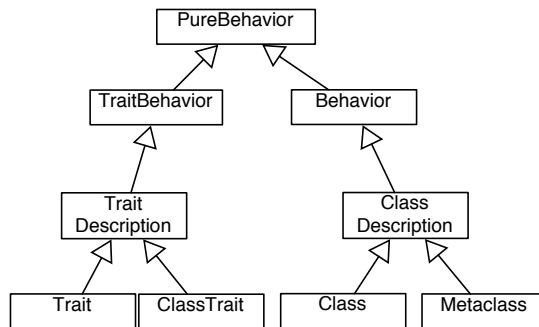 PureBehavior
TraitBehavior
Behavior
Trait
Description
Class
Description
Trait
ClassTrait
Class
Metaclass